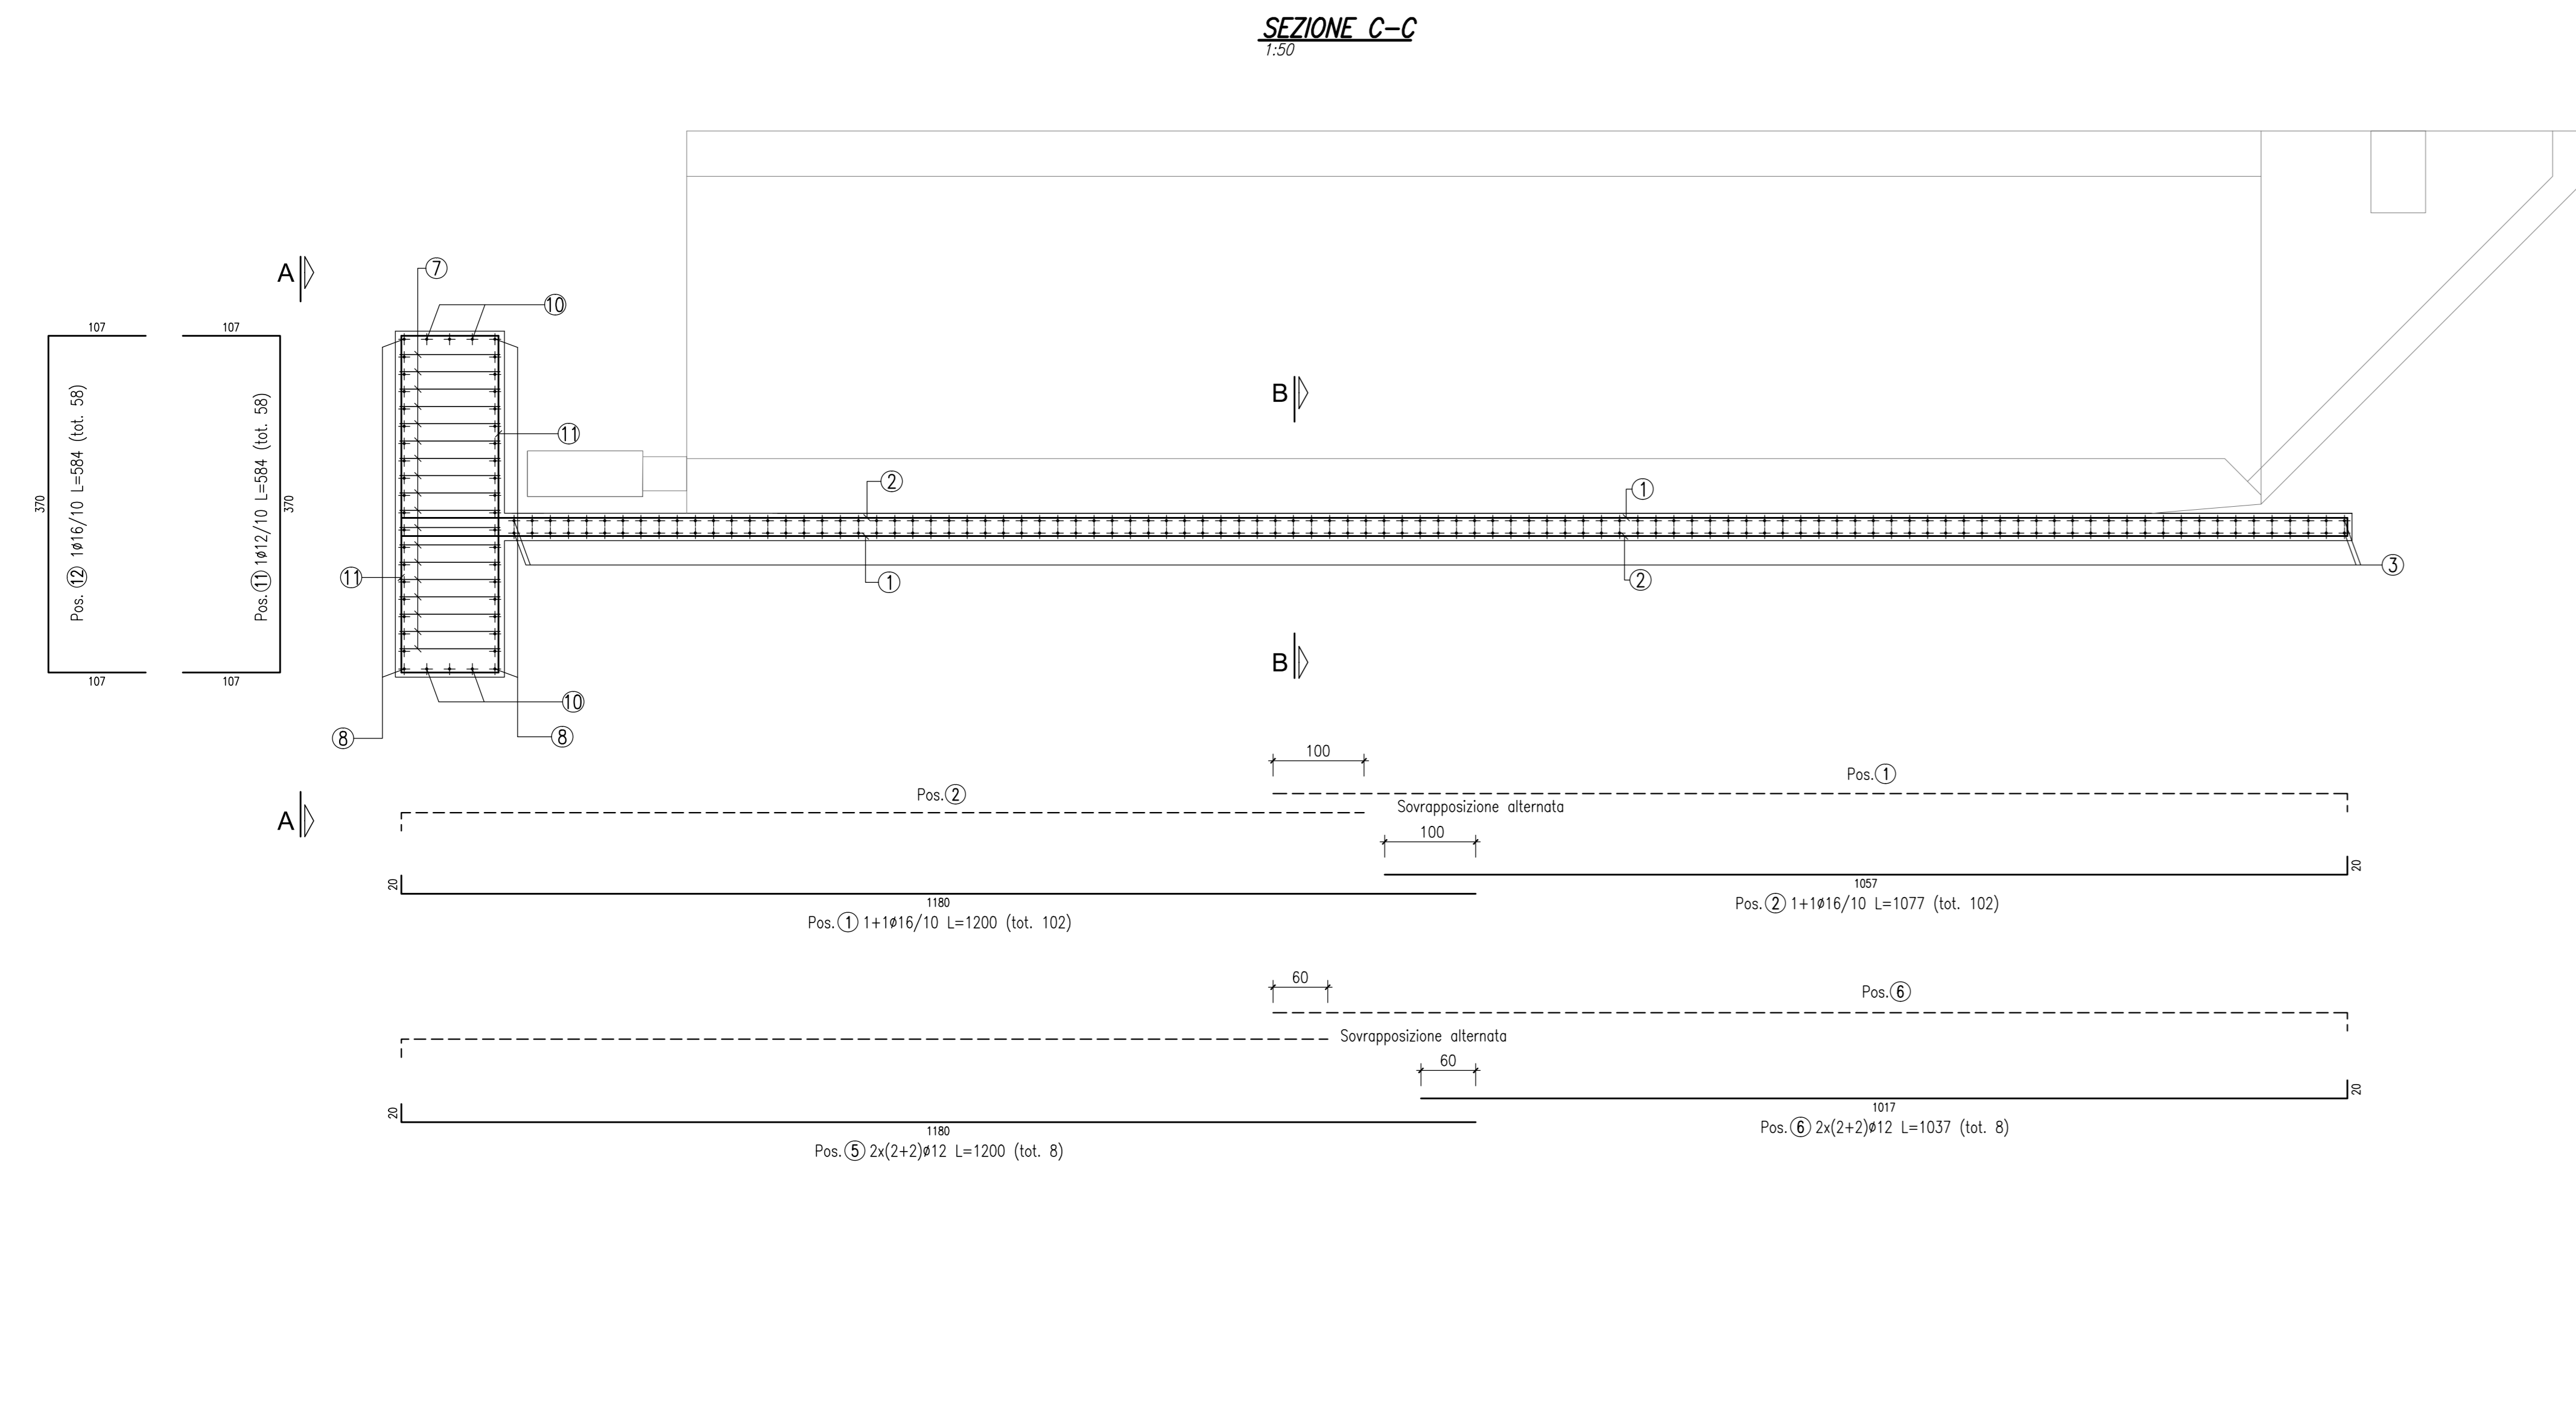 SEZIONE C-C
1:50
A
7
10
107
107
B
11
2
1
370
Pos. 12 1ø16/10 L=584 (tot. 58)
Pos. 11 1ø12/10 L=584 (tot. 58)
370
11
1
2
3
B
107
107
10
8
8
100
Pos. 1
Pos. 2
Sovrapposizione alternata
A
100
20
1057
20
1180
Pos. 2 1+1ø16/10 L=1077 (tot. 102)
Pos. 1 1+1ø16/10 L=1200 (tot. 102)
60
Pos. 6
Sovrapposizione alternata
60
20
1017
20
1180
Pos. 6 2x(2+2)ø12 L=1037 (tot. 8)
Pos. 5 2x(2+2)ø12 L=1200 (tot. 8)